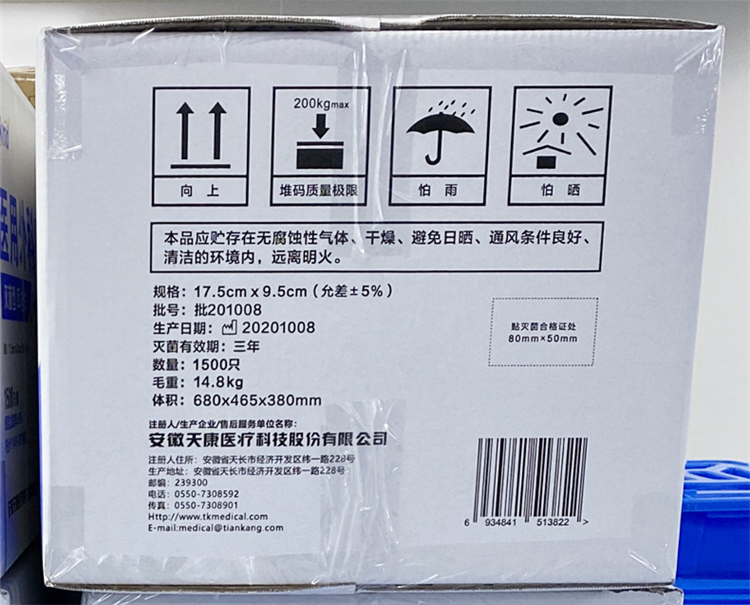 200kgmax
向上
堆码质量极限
怕雨
怕晒
本品应贮存在无腐蚀性气体、干燥、避免日晒、通风条件良好、
清洁的环境内，远离明火。
规格：17.5cm x 9.5cm（允差±5%）
批号：批201008
生产日期：20201008
灭菌有效期：三年
数量：1500只
毛重：14.8kg
体积：680x465x380mm
贴灭菌合格证处
80mm×50mm
注册人/生产企业/售后服务单位名称：
安徽天康医疗科技股份有限公司
注册人住所：安徽省天长市经济开发区纬一路228号
生产地址：安徽省天长市经济开发区纬一路228号
邮编：239300
电话：0550-7308592
传真：0550-7308901
Http://www.tkmedical.com
E-mail:medical@tiankang.com
6 934841 513822 >
医用外科